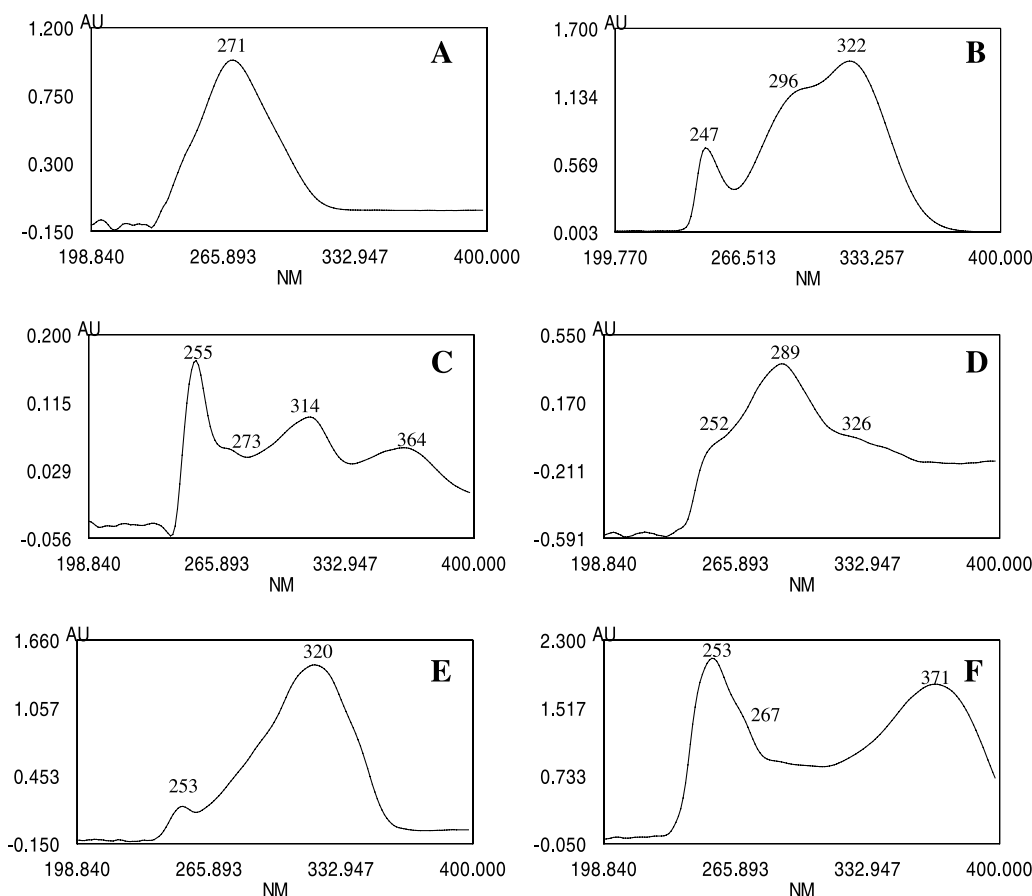 AU
1.200
0.750
0.300
-0.150
271
A
198.840 265.893 332.947 400.000
NM
AU
1.700
1.134
0.569
0.003
247
296
322
B
199.770 266.513 333.257 400.000
NM
AU
0.200
0.115
0.029
-0.056
255
273
314
364
C
198.840 265.893 332.947 400.000
NM
AU
0.550
0.170
-0.211
-0.591
252
289
326
D
198.840 265.893 332.947 400.000
NM
AU
1.660
1.057
0.453
-0.150
253
320
E
198.840 265.893 332.947 400.000
NM
AU
2.300
1.517
0.733
-0.050
253
267
371
F
198.840 265.893 332.947 400.000
NM